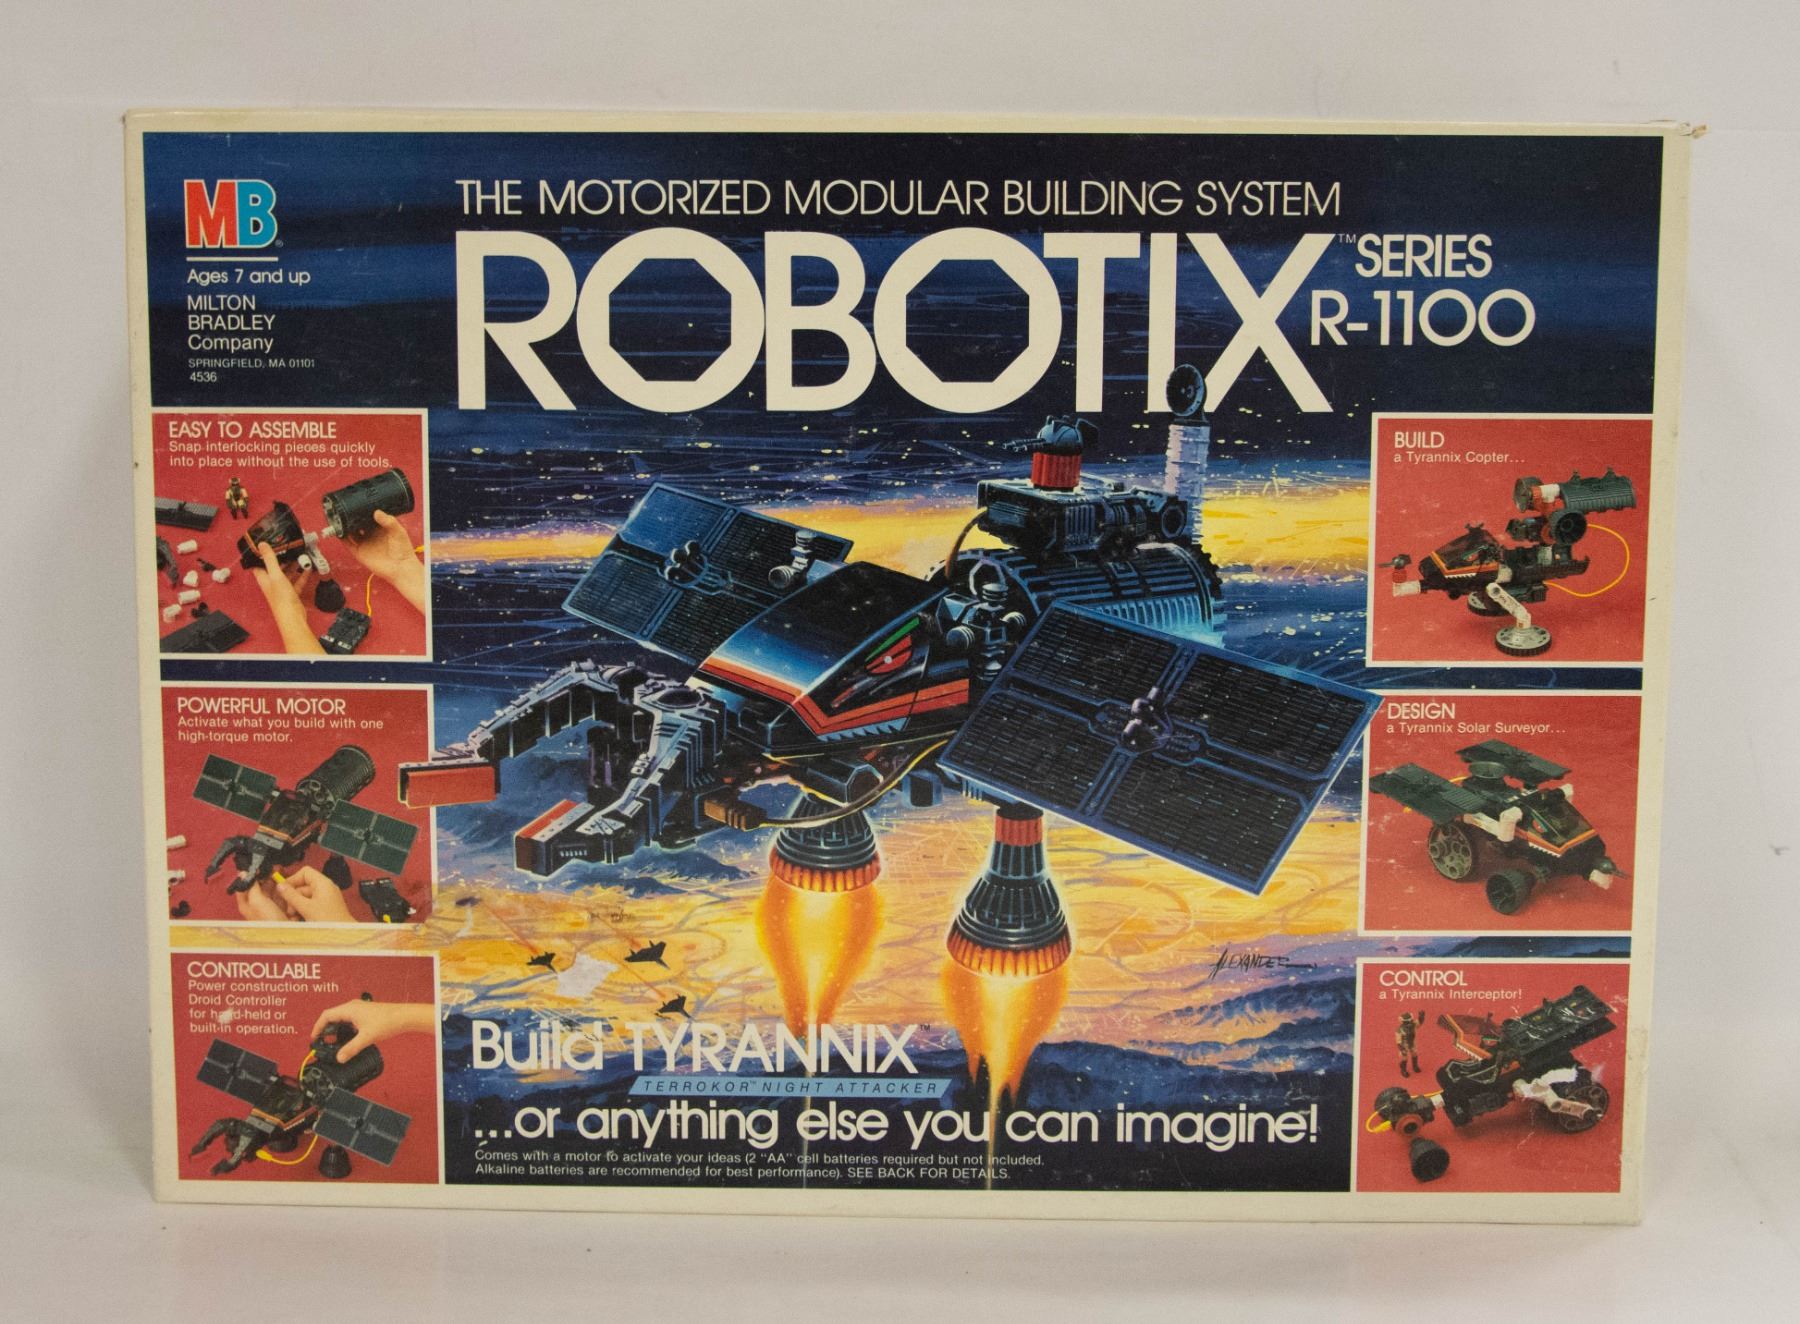 MB
Ages 7 and up
MILTON
BRADLEY
Company
SPRINGFIELD, MA 01101
4536
THE MOTORIZED MODULAR BUILDING SYSTEM
ROBOTIX™
SERIES
R-1100
EASY TO ASSEMBLE
Snap interlocking pieces quickly
into place without the use of tools.
POWERFUL MOTOR
Activate what you build with one
high-torque motor.
CONTROLLABLE
Power construction with
Droid Controller
for hand-held or
built-in operation.
BUILD
a Tyrannix Copter...
DESIGN
a Tyrannix Solar Surveyor...
CONTROL
a Tyrannix Interceptor!
ALEXANDER
Build TYRANNIX™
TERROKOR™ NIGHT ATTACKER
...or anything else you can imagine!
Comes with a motor to activate your ideas (2 "AA" cell batteries required but not included.
Alkaline batteries are recommended for best performance). SEE BACK FOR DETAILS.